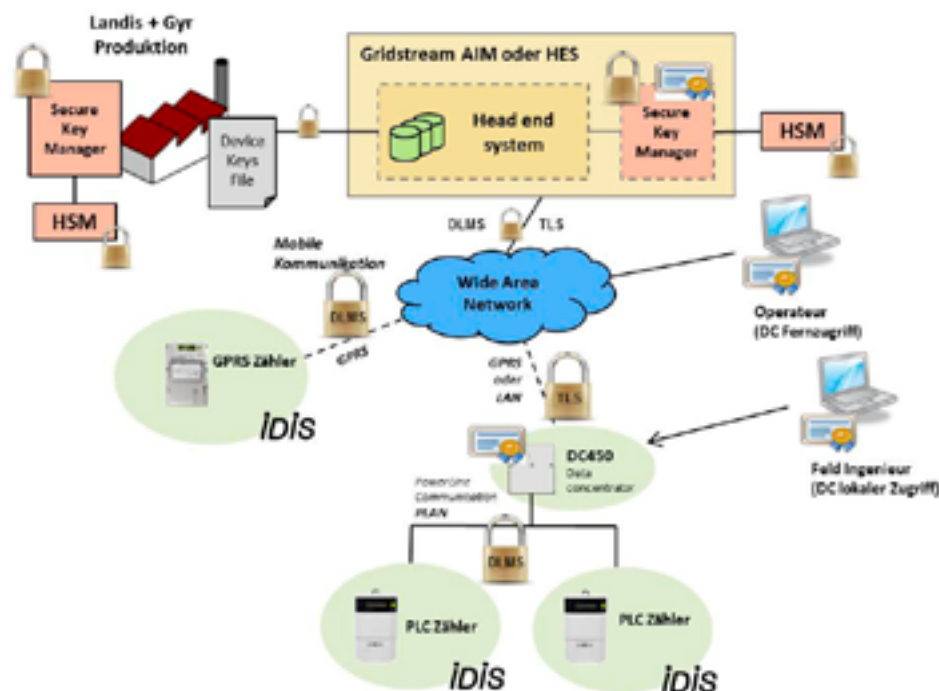 Landis + Gyr
Produktion
Secure
Key
Manager
HSM
Device
Keys
File
Gridstream AIM oder HES
Head end
system
Secure
Key
Manager
HSM
DLMS
TLS
Mobile
Kommunikation
DLMS
GPRS
Wide Area
Network
Operateur
(DC Fernzugriff)
GPRS Zähler
iDiS
GPRS
oder
LAN
TLS
DC450
Data
concentrator
Feld Ingenieur
(DC lokaler Zugriff)
Powerline
Communication
PLAN
DLMS
PLC Zähler
iDiS
PLC Zähler
iDiS